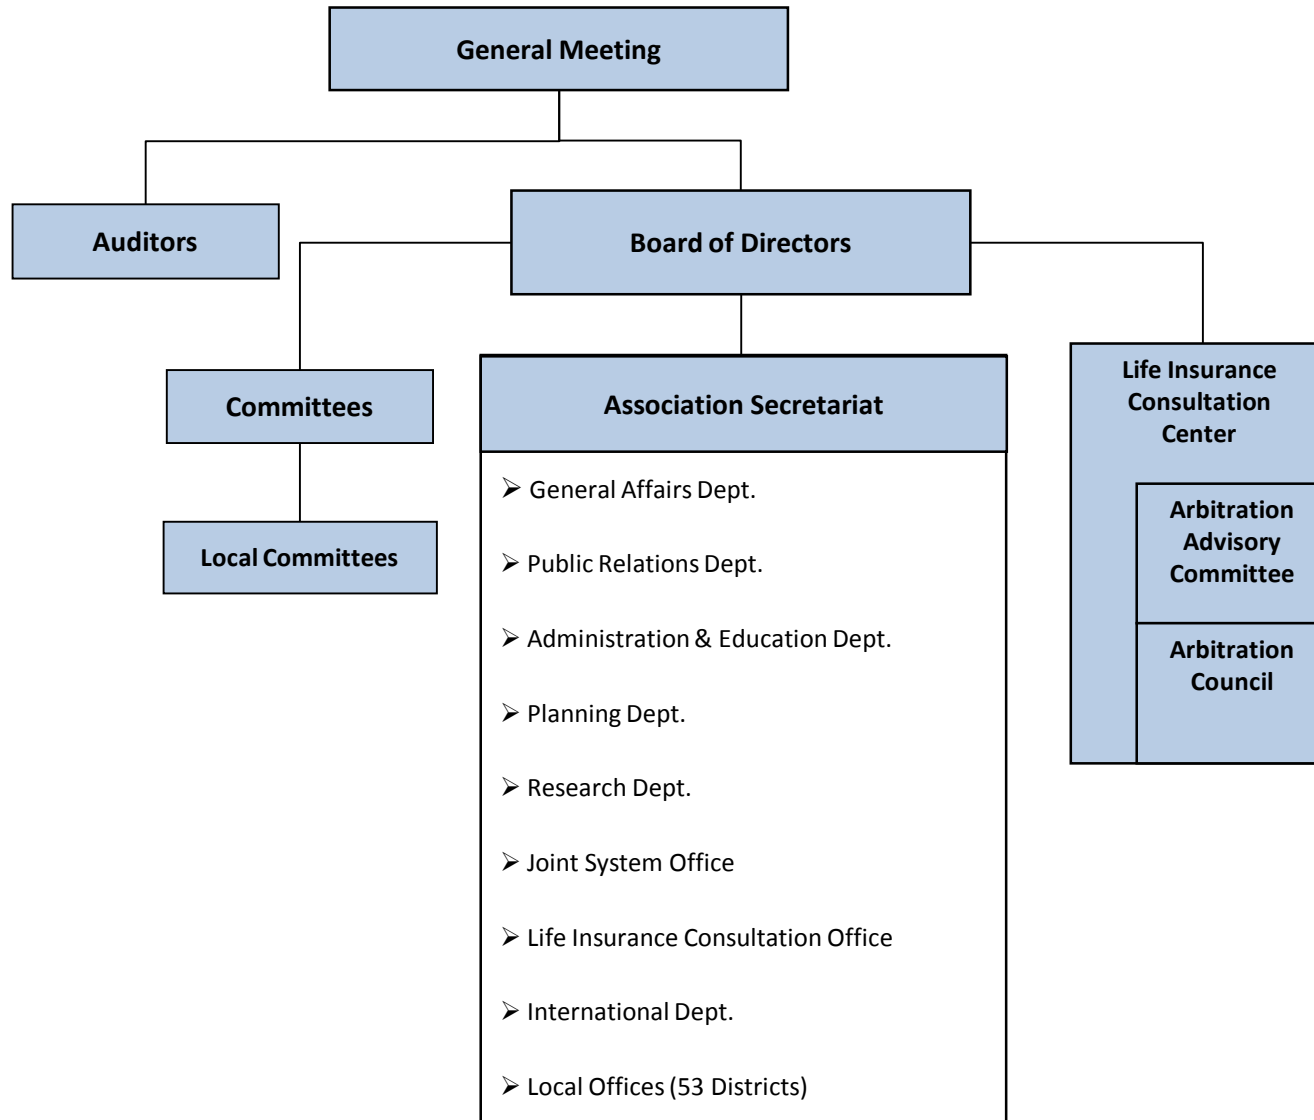 General Meeting
Auditors
Board of Directors
Committees
Local Committees
Association Secretariat
➢ General Affairs Dept.
➢ Public Relations Dept.
➢ Administration & Education Dept.
➢ Planning Dept.
➢ Research Dept.
➢ Joint System Office
➢ Life Insurance Consultation Office
➢ International Dept.
➢ Local Offices (53 Districts)
Life Insurance
Consultation
Center
Arbitration
Advisory
Committee
Arbitration
Council